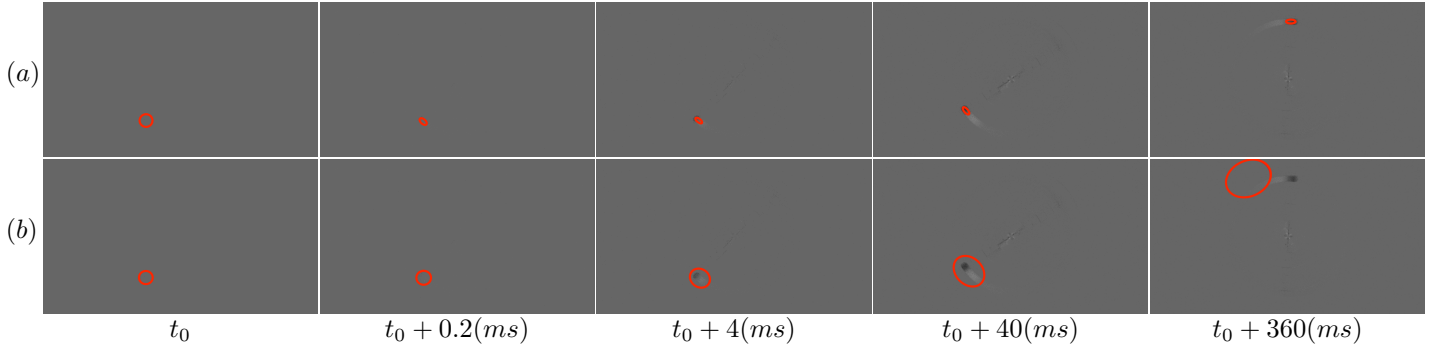 (a)
(b)
t₀ t₀ + 0.2(ms) t₀ + 4(ms) t₀ + 40(ms) t₀ + 360(ms)